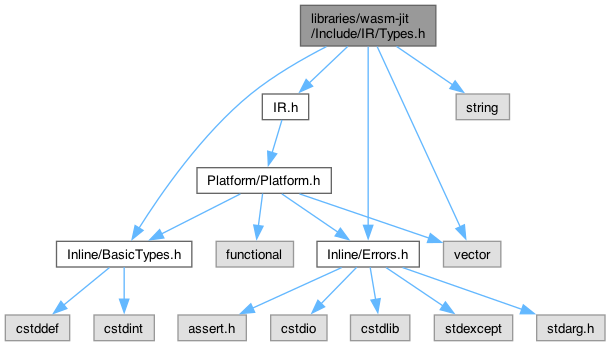 libraries/wasm-jit
/Include/IR/Types.h
IR.h
string
Platform/Platform.h
Inline/BasicTypes.h
functional
Inline/Errors.h
vector
cstddef
cstdint
assert.h
cstdio
cstdlib
stdexcept
stdarg.h